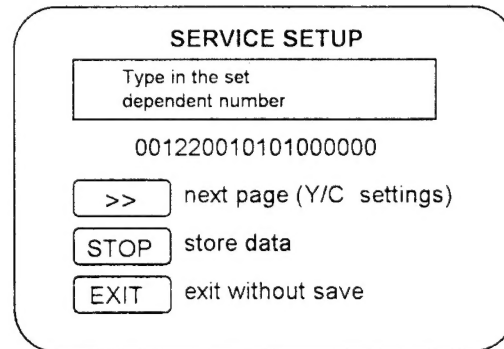 SERVICE SETUP
Type in the set
dependent number
001220010101000000
>> next page (Y/C settings)
STOP store data
EXIT exit without save